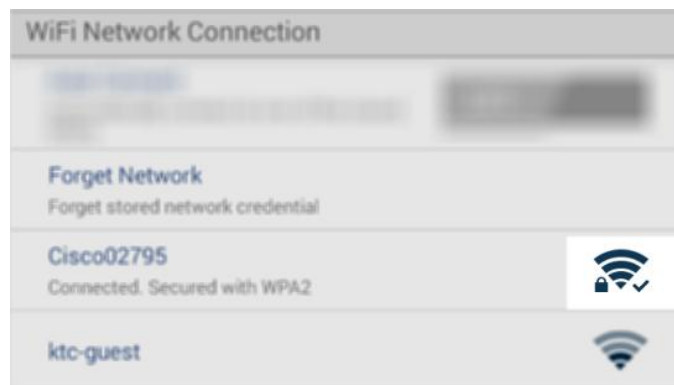 WiFi Network Connection
Forget Network
Forget stored network credential
Cisco02795
Connected. Secured with WPA2
ktc-guest